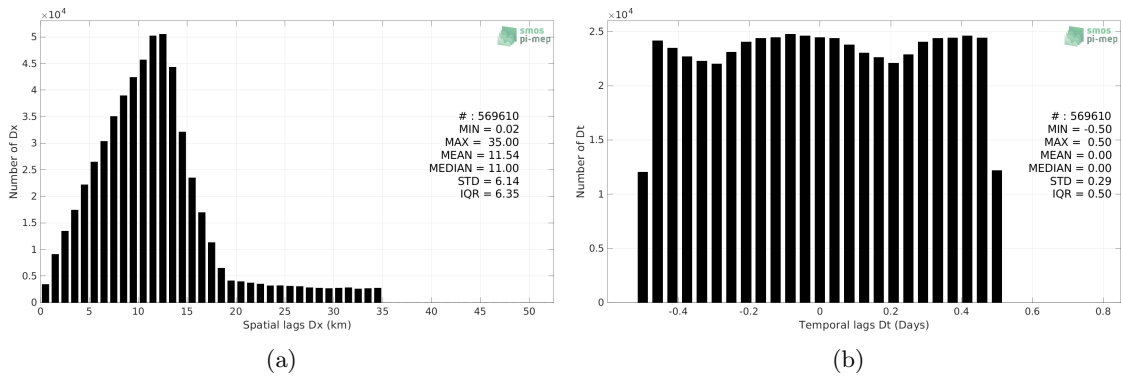 ×10⁴
smos
pi-mep
5
4.5
4
3.5
3
2.5
2
1.5
1
0.5
0
Number of Dx
# : 569610
MIN = 0.02
MAX = 35.00
MEAN = 11.54
MEDIAN = 11.00
STD = 6.14
IQR = 6.35
0 5 10 15 20 25 30 35 40 45 50
Spatial lags Dx (km)
(a)
×10⁴
smos
pi-mep
2.5
2
1.5
1
0.5
0
Number of Dt
# : 569610
MIN = -0.50
MAX = 0.50
MEAN = 0.00
MEDIAN = 0.00
STD = 0.29
IQR = 0.50
-0.4 -0.2 0 0.2 0.4 0.6 0.8
Temporal lags Dt (Days)
(b)